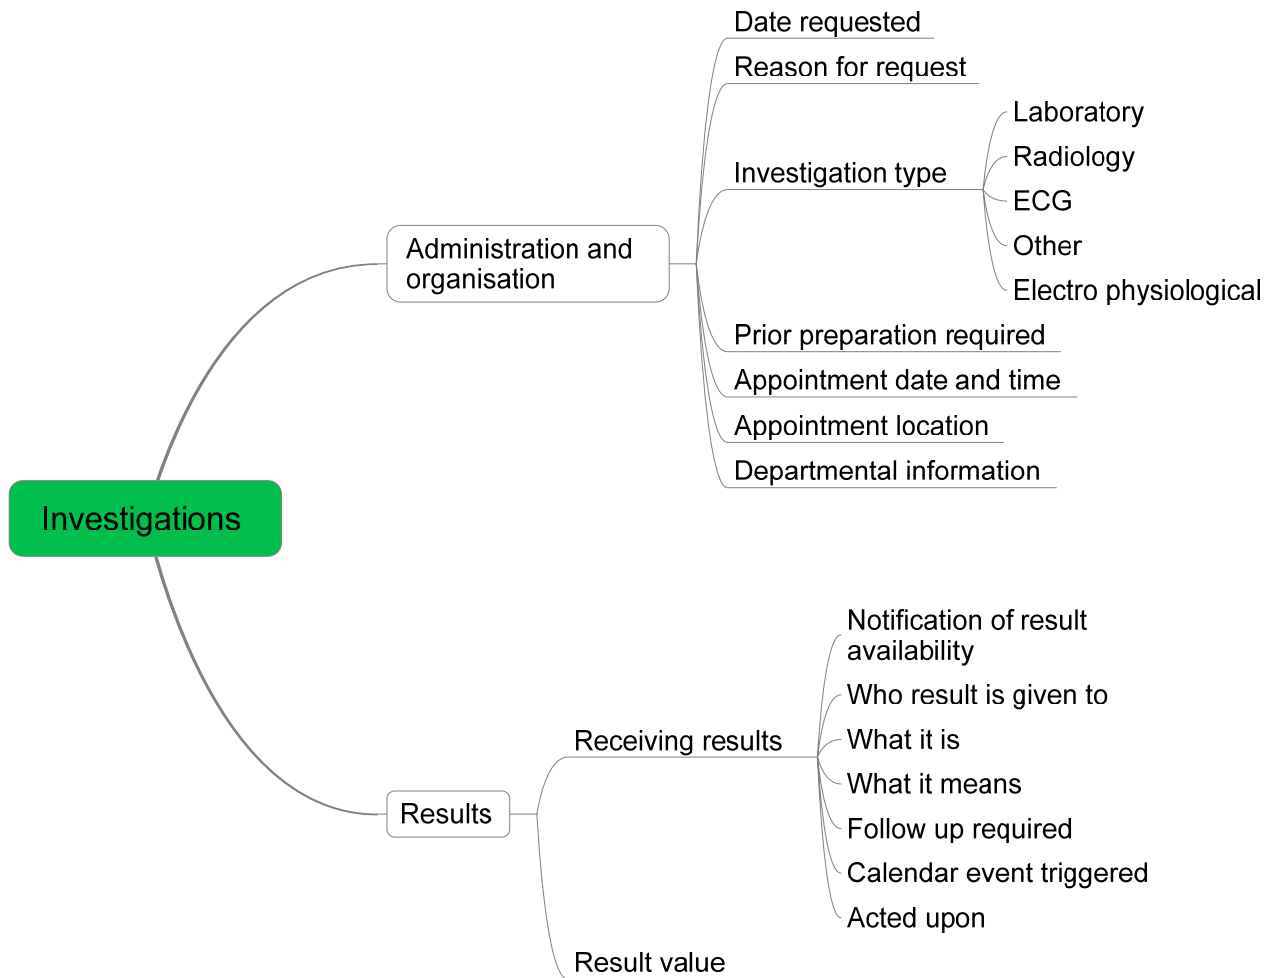 Investigations
Administration and
organisation
Date requested
Reason for request
Investigation type
Laboratory
Radiology
ECG
Other
Electro physiological
Prior preparation required
Appointment date and time
Appointment location
Departmental information
Results
Receiving results
Notification of result
availability
Who result is given to
What it is
What it means
Follow up required
Calendar event triggered
Acted upon
Result value